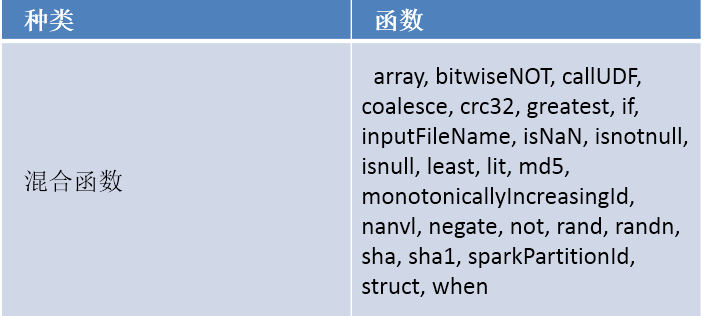 种类
函数
混合函数
array, bitwiseNOT, callUDF,
coalesce, crc32, greatest, if,
inputFileName, isNaN, isnotnull,
isnull, least, lit, md5,
monotonicallyIncreasingId,
nanvl, negate, not, rand, randn,
sha, sha1, sparkPartitionId,
struct, when